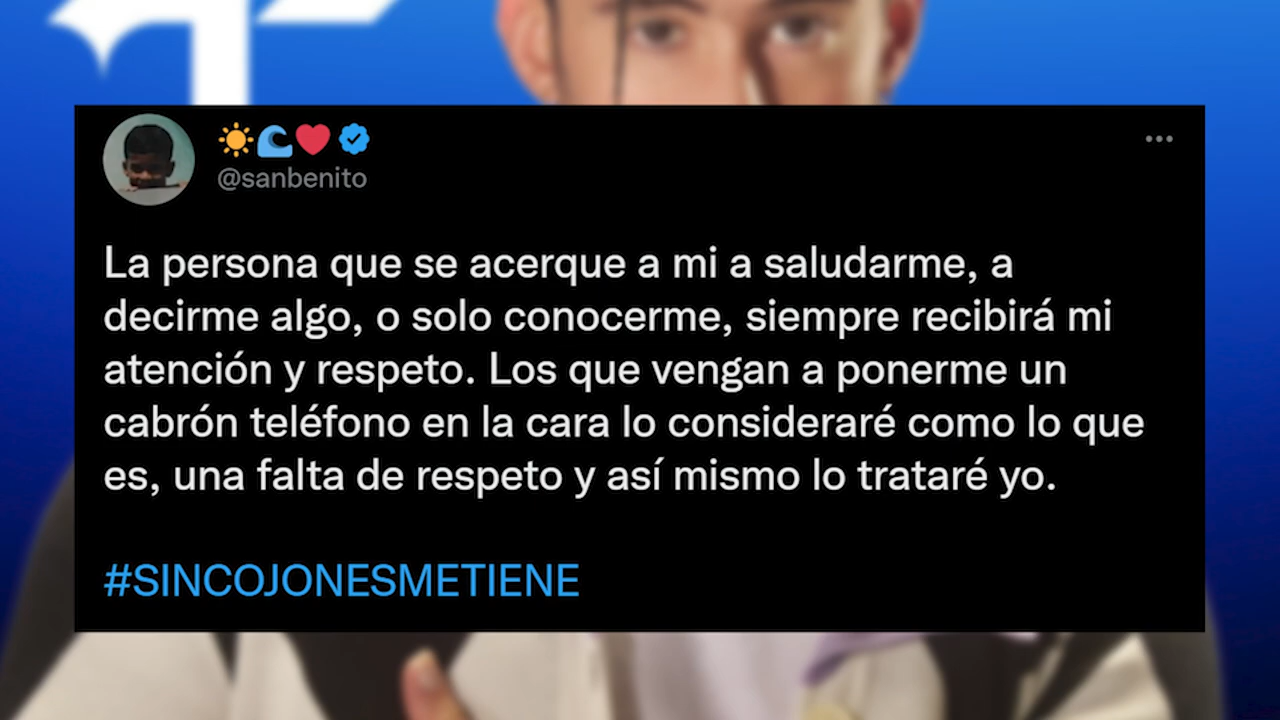 ☀️🌊❤️
@sanbenito
La persona que se acerque a mi a saludarme, a
decirme algo, o solo conocerme, siempre recibirá mi
atención y respeto. Los que vengan a ponerme un
cabrón teléfono en la cara lo consideraré como lo que
es, una falta de respeto y así mismo lo trataré yo.
#SINCOJONESMETIENE